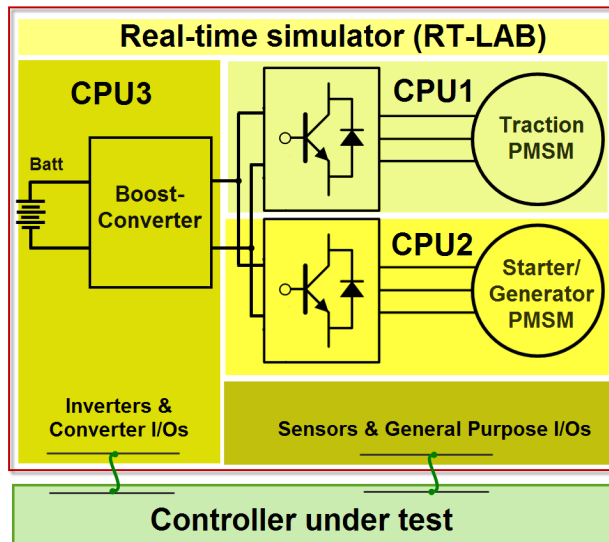 Real-time simulator (RT-LAB)
CPU3
Batt
Boost-
Converter
CPU1
Traction
PMSM
CPU2
Starter/
Generator
PMSM
Inverters &
Converter I/Os
Sensors & General Purpose I/Os
Controller under test